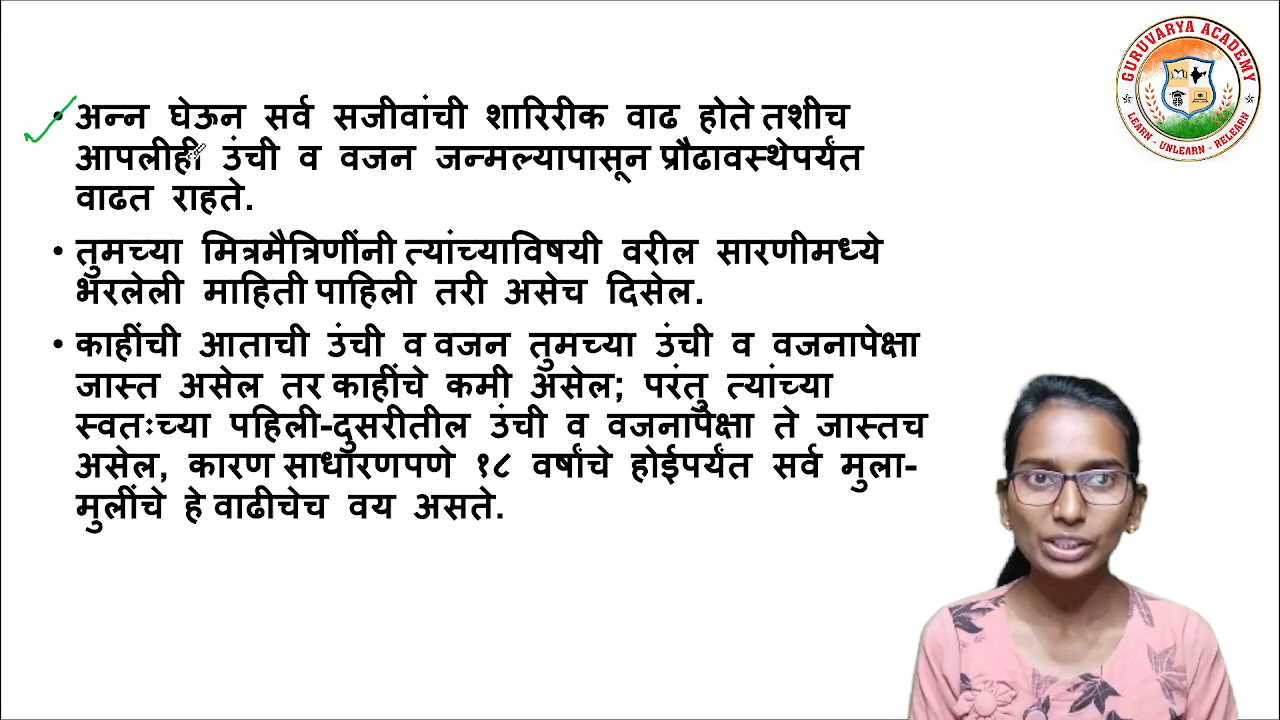 GURUVARYA ACADEMY
LEARN - UNLEARN - RELEARN
• अन्न घेऊन सर्व सजीवांची शारिरीक वाढ होते तशीच
आपलीही उंची व वजन जन्मल्यापासून प्रौढावस्थेपर्यंत
वाढत राहते.
• तुमच्या मित्रमैत्रिणींनी त्यांच्याविषयी वरील सारणीमध्ये
भरलेली माहिती पाहिली तरी असेच दिसेल.
• काहींची आताची उंची व वजन तुमच्या उंची व वजनापेक्षा
जास्त असेल तर काहींचे कमी असेल; परंतु त्यांच्या
स्वतःच्या पहिली-दुसरीतील उंची व वजनापेक्षा ते जास्तच
असेल, कारण साधारणपणे १८ वर्षांचे होईपर्यंत सर्व मुला-
मुलींचे हे वाढीचेच वय असते.